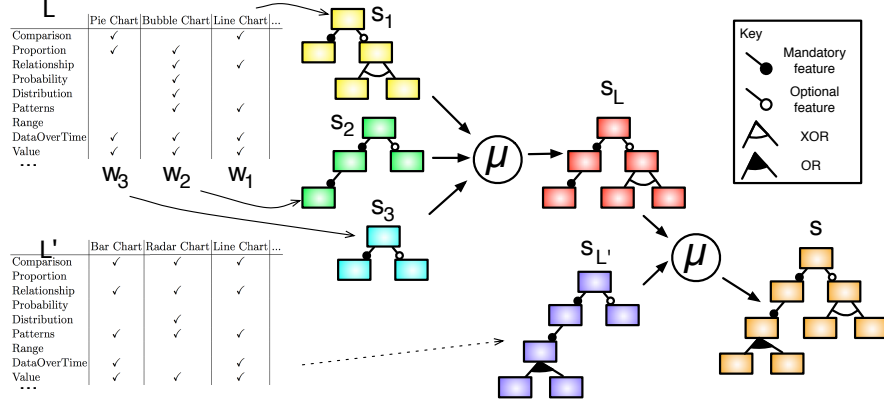 L
Pie Chart Bubble Chart Line Chart ...
Comparison ✓ ✓
Proportion ✓ ✓
Relationship ✓ ✓
Probability ✓
Distribution ✓
Patterns ✓ ✓
Range
DataOverTime ✓ ✓ ✓
Value ✓ ✓ ✓
...
w3 w2 w1
L'
Bar Chart Radar Chart Line Chart ...
Comparison ✓ ✓ ✓
Proportion
Relationship ✓ ✓ ✓
Probability
Distribution ✓
Patterns ✓ ✓ ✓
Range
DataOverTime ✓ ✓
Value ✓ ✓ ✓
...
s1
s2
s3
μ
sL
sL'
μ
s
Key
Mandatory
feature
Optional
feature
XOR
OR